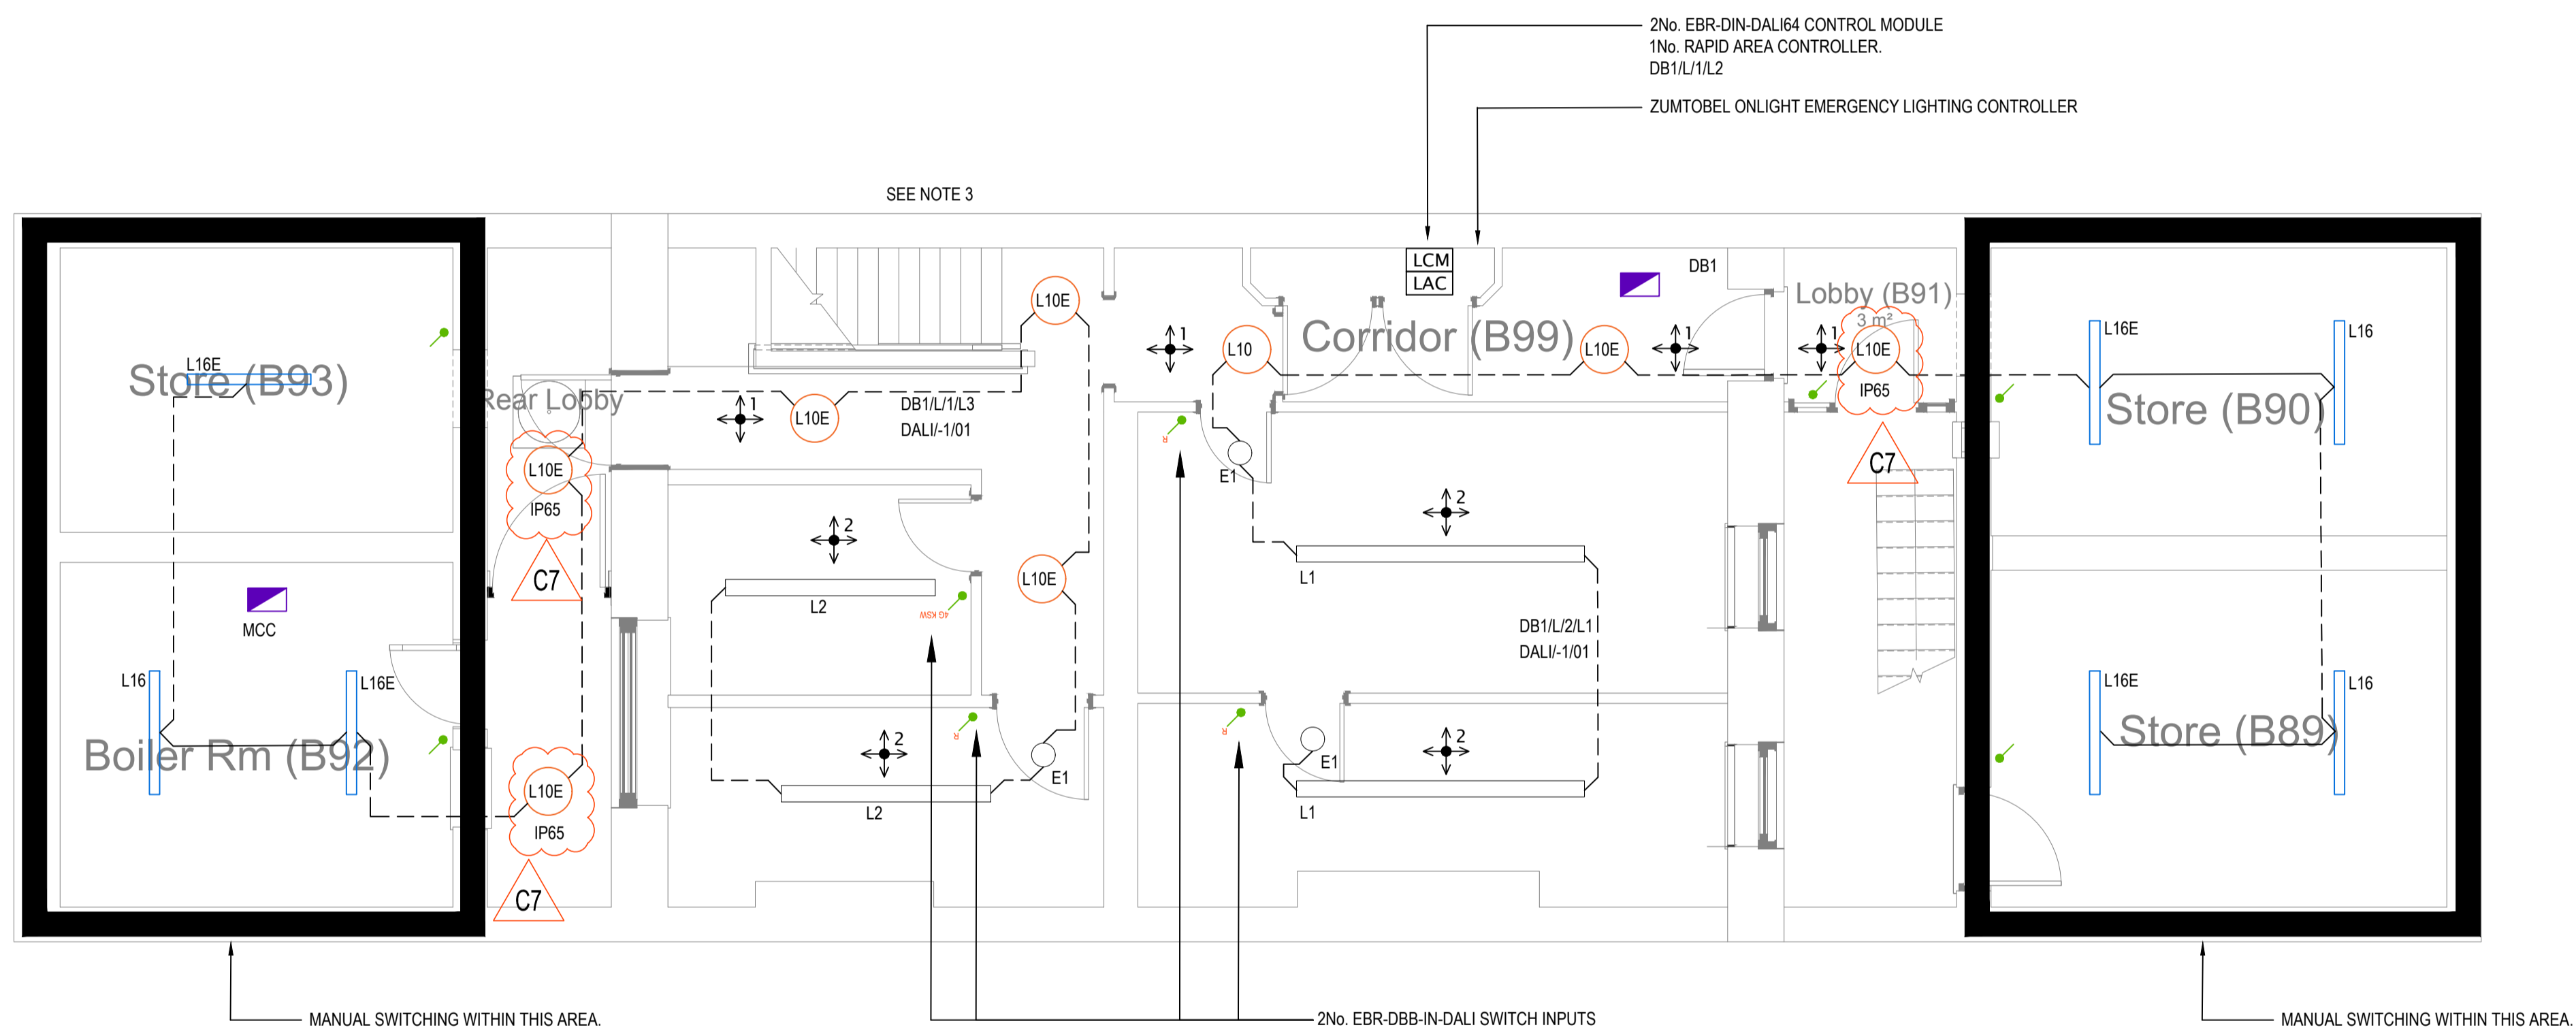 2No. EBR-DIN-DALI64 CONTROL MODULE
1No. RAPID AREA CONTROLLER.
DB1/L/1/L2
ZUMTOBEL ONLIGHT EMERGENCY LIGHTING CONTROLLER
SEE NOTE 3
LCM
LAC
DB1
Lobby (B91)
3 m²
L10E
IP65
C7
1
1
1
L10
Corridor (B99)
L10E
L10E
L16E
Store (B93)
Rear Lobby
L10E
IP65
C7
1
L10E
DB1/L/1/L3
DALI/-1/01
R
E1
2
L1
L16E
L16
Store (B90)
2
L2
4G KSW
L10E
MCC
DB1/L/2/L1
DALI/-1/01
L16
L16E
Boiler Rm (B92)
L10E
IP65
C7
2
R
E1
L2
R
E1
2
L1
L16E
L16
Store (B89)
MANUAL SWITCHING WITHIN THIS AREA.
2No. EBR-DBB-IN-DALI SWITCH INPUTS
MANUAL SWITCHING WITHIN THIS AREA.